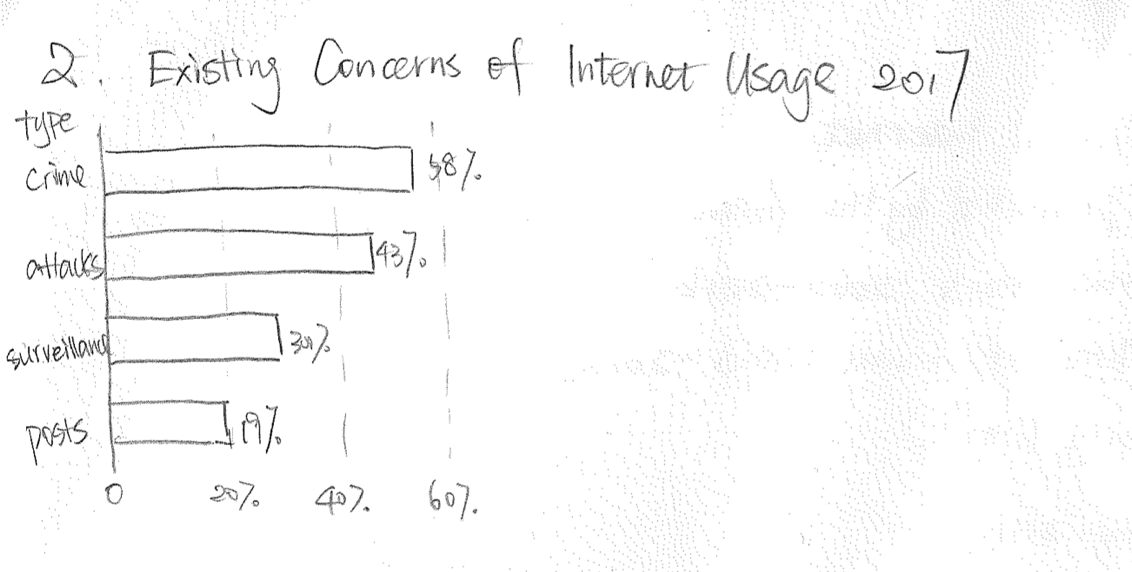 2. Existing Concerns of Internet Usage 2017
type
crime 58%
attacks 43%
surveilland 30%
posts 19%
0 20% 40% 60%